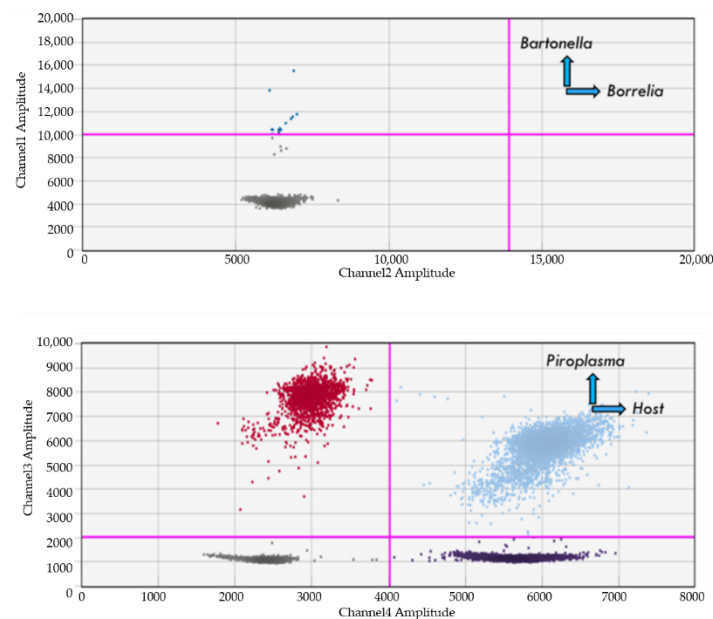 20,000
18,000
16,000
14,000
12,000
10,000
8000
6000
4000
2000
0
Channel1 Amplitude
Bartonella
Borrelia
0 5000 10,000 15,000 20,000
Channel2 Amplitude
10,000
9000
8000
7000
6000
5000
4000
3000
2000
1000
0
Channel3 Amplitude
Piroplasma
Host
0 1000 2000 3000 4000 5000 6000 7000 8000
Channel4 Amplitude